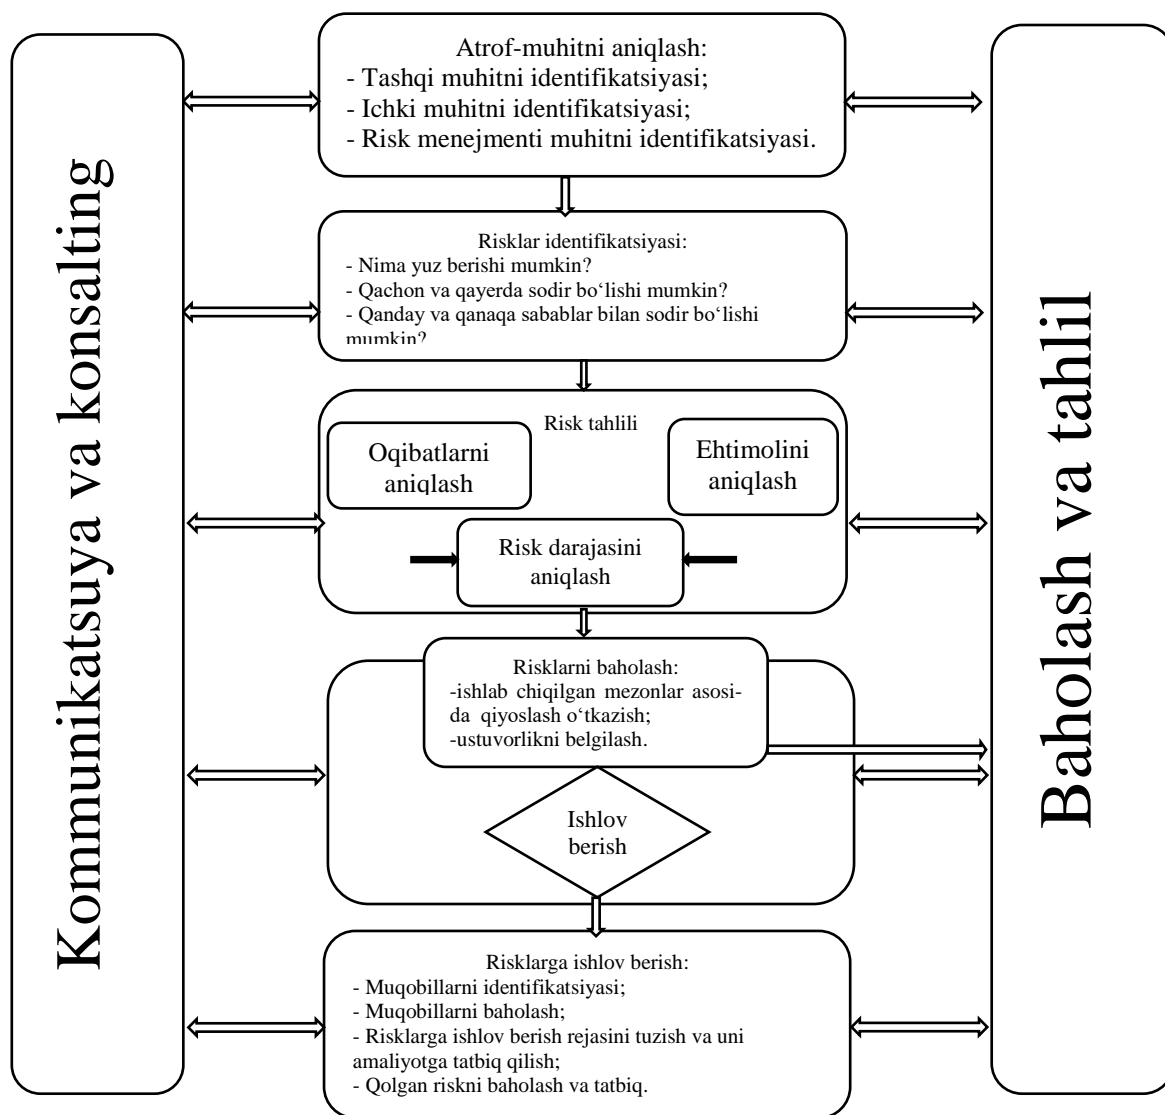 Kommunikatsuya va konsalting
Atrof-muhitni aniqlash:
- Tashqi muhitni identifikatsiyasi;
- Ichki muhitni identifikatsiyasi;
- Risk menejmenti muhitni identifikatsiyasi.
Risklar identifikatsiyasi:
- Nima yuz berishi mumkin?
- Qachon va qayerda sodir bo‘lishi mumkin?
- Qanday va qanaqa sabablar bilan sodir bo‘lishi
mumkin?
Risk tahlili
Oqibatlarni
aniqlash
Ehtimolini
aniqlash
Risk darajasini
aniqlash
Risklarni baholash:
-ishlab chiqilgan mezonlar asosi-
da qiyoslash o‘tkazish;
-ustuvorlikni belgilash.
Ishlov
berish
Risklarga ishlov berish:
- Muqobillarni identifikatsiyasi;
- Muqobillarni baholash;
- Risklarga ishlov berish rejasini tuzish va uni
amaliyotga tatbiq qilish;
- Qolgan riskni baholash va tatbiq.
Baholash va tahlil